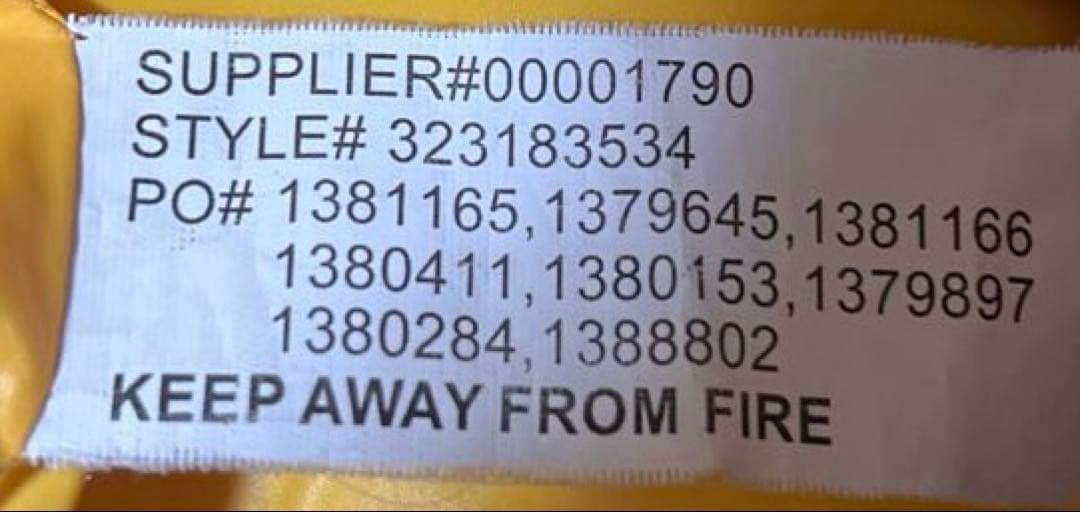 SUPPLIER#00001790
STYLE# 323183534
PO# 1381165,1379645,1381166
1380411,1380153,1379897
1380284,1388802
KEEP AWAY FROM FIRE